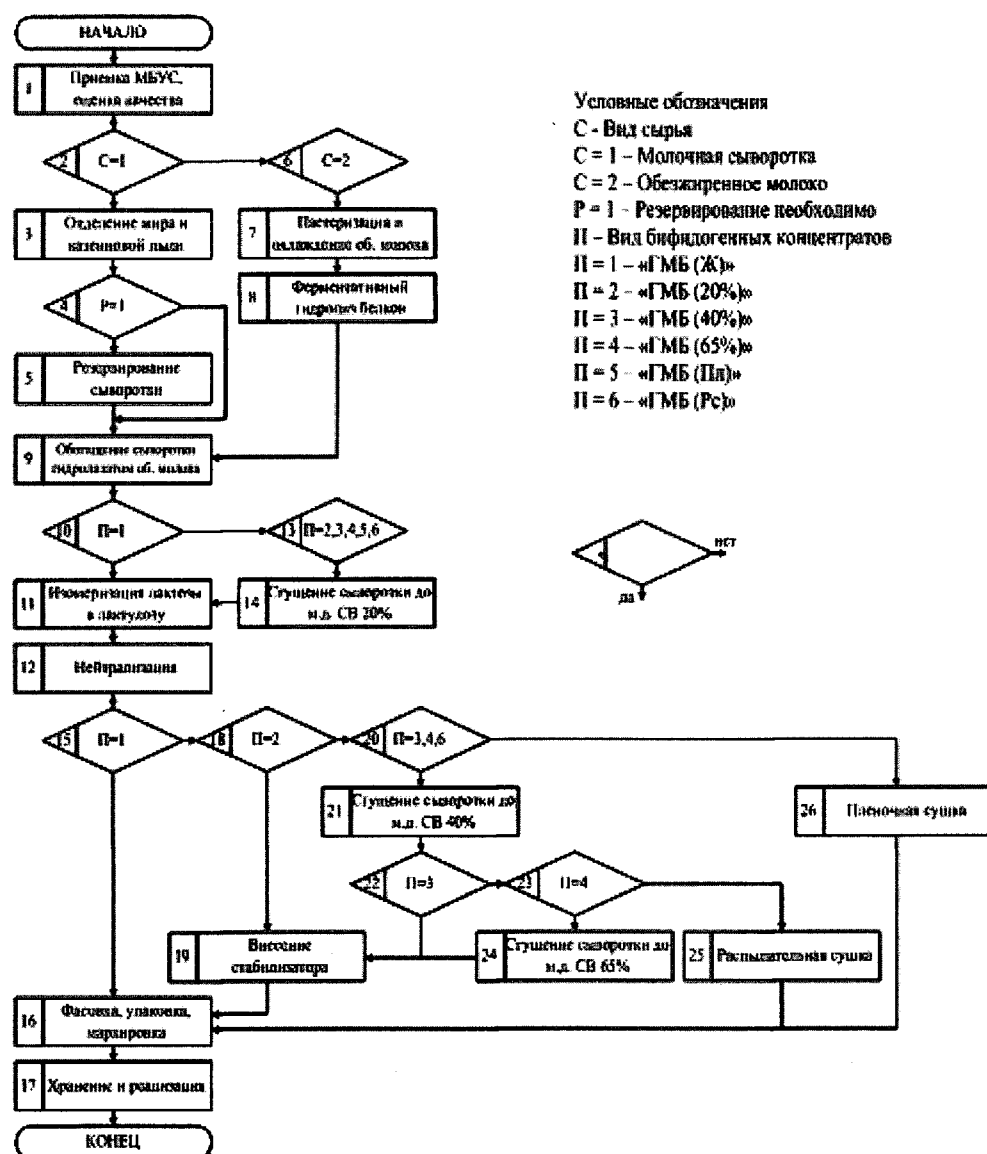 НАЧАЛО
1
Приемка МБУС,
оценка качества
2
С=1
6
С=2
3
Отделение жира и
казеиновой пыли
7
Пастеризация и
охлаждение об. молока
4
Р=1
8
Ферментативный
гидролиз белков
5
Резервирование
сыворотки
9
Обогащение сыворотки
гидролизатом об. молока
10
П=1
13
П=2,3,4,5,6
11
Изомеризация лактозы
в лактулозу
14
Сгущение сыворотки до
м.д. СВ 20%
12
Нейтрализация
15
П=1
18
П=2
20
П=3,4,6
21
Сгущение сыворотки до
м.д. СВ 40%
26
Пленочная сушка
22
П=3
23
П=4
19
Внесение
стабилизатора
24
Сгущение сыворотки до
м.д. СВ 65%
25
Распылительная сушка
16
Фасовка, упаковка,
маркировка
17
Хранение и реализация
КОНЕЦ
Условные обозначения
С - Вид сырья
С = 1 – Молочная сыворотка
С = 2 – Обезжиренное молоко
Р = 1 – Резервирование необходимо
П – Вид бифидогенных концентратов
П = 1 – «ГМБ (Ж)»
П = 2 – «ГМБ (20%)»
П = 3 – «ГМБ (40%)»
П = 4 – «ГМБ (65%)»
П = 5 – «ГМБ (Пл)»
П = 6 – «ГМБ (Рс)»
нет
да